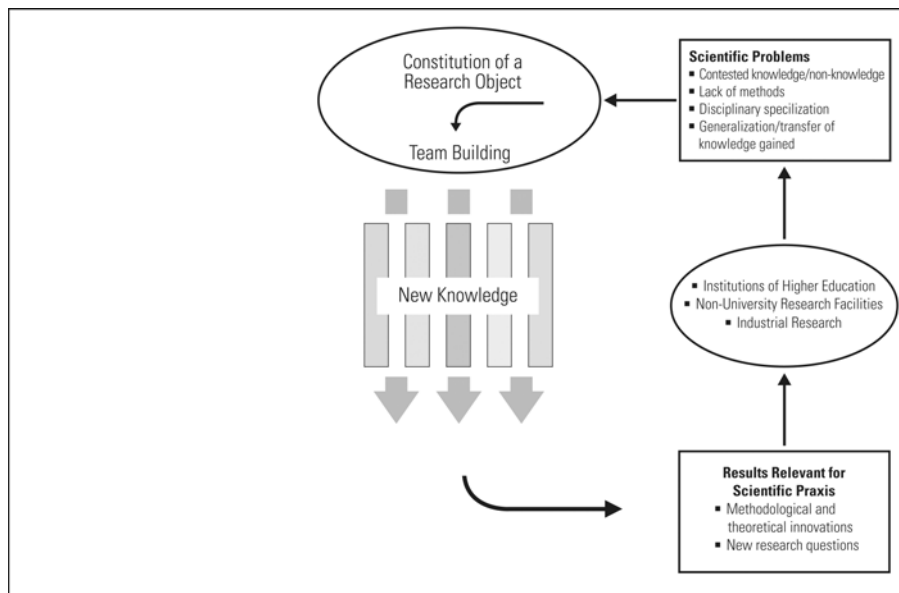 Constitution of a
Research Object
Team Building
New Knowledge
Scientific Problems
▪ Contested knowledge/non-knowledge
▪ Lack of methods
▪ Disciplinary specilization
▪ Generalization/transfer of
knowledge gained
▪ Institutions of Higher Education
▪ Non-University Research Facilities
▪ Industrial Research
Results Relevant for
Scientific Praxis
▪ Methodological and
theoretical innovations
▪ New research questions